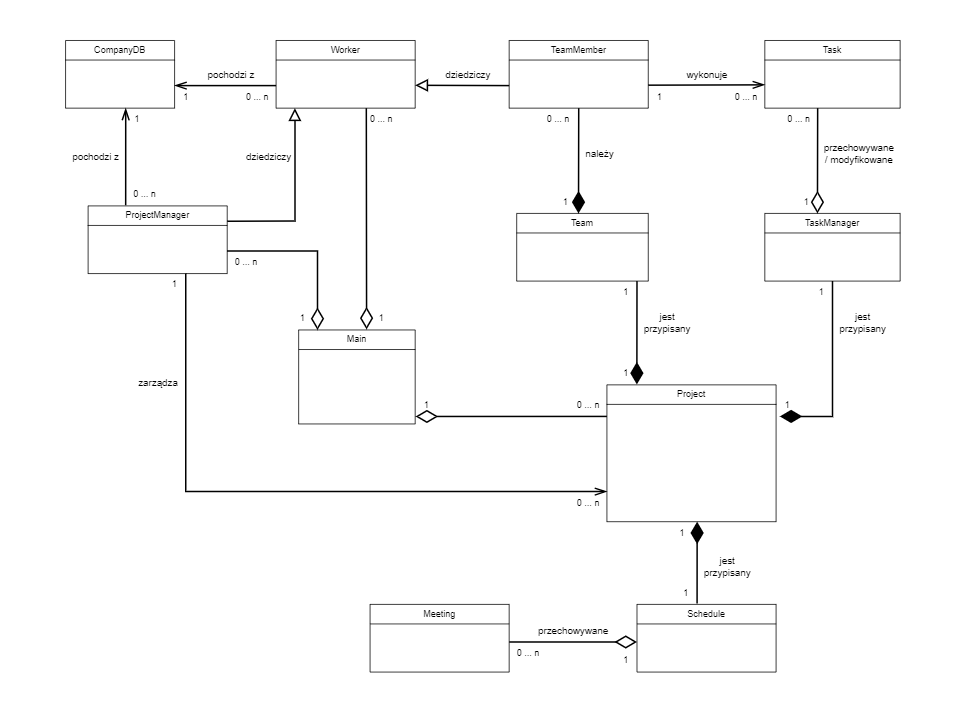 CompanyDB
Worker
TeamMember
Task
pochodzi z
dziedziczy
wykonuje
1
0 ... n
1
0 ... n
1
0 ... n
0 ... n
0 ... n
pochodzi z
dziedziczy
należy
przechowywane
/ modyfikowane
0 ... n
1
1
ProjectManager
Team
TaskManager
0 ... n
1
1
1
1
1
jest
przypisany
jest
przypisany
Main
zarządza
1
Project
1
0 ... n
1
0 ... n
1
jest
przypisany
1
Meeting
Schedule
przechowywane
0 ... n
1